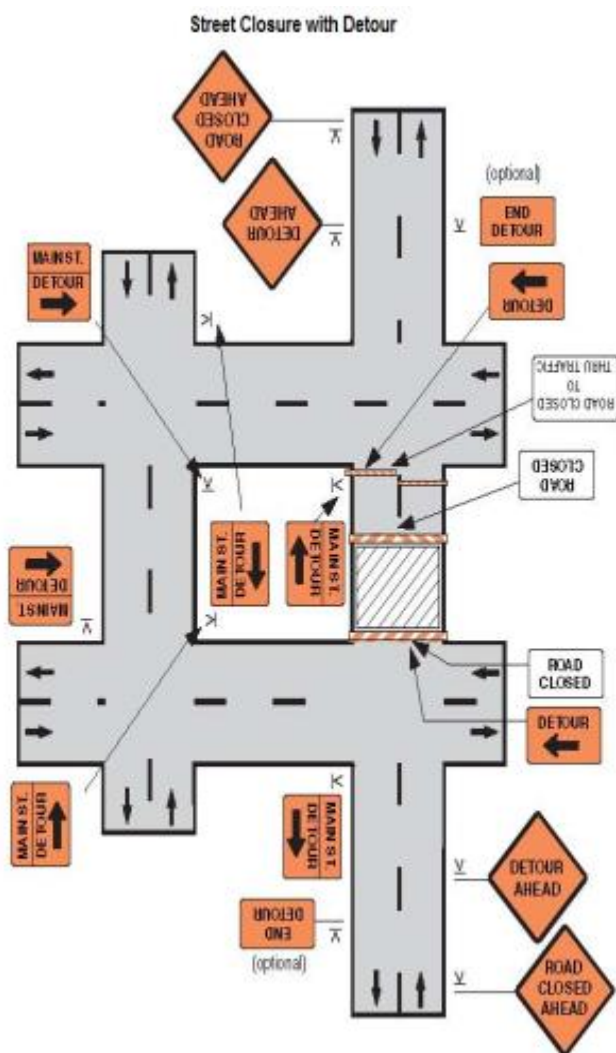 Street Closure with Detour
ROAD
CLOSED
AHEAD
DETOUR
AHEAD
(optional)
END
DETOUR
MAIN ST.
DETOUR
DETOUR
ROAD CLOSED
TO
THRU TRAFFIC
ROAD
CLOSED
MAIN ST.
DETOUR
MAIN ST.
DETOUR
MAIN ST.
DETOUR
ROAD
CLOSED
DETOUR
MAIN ST.
DETOUR
MAIN ST.
DETOUR
DETOUR
AHEAD
END
DETOUR
(optional)
ROAD
CLOSED
AHEAD